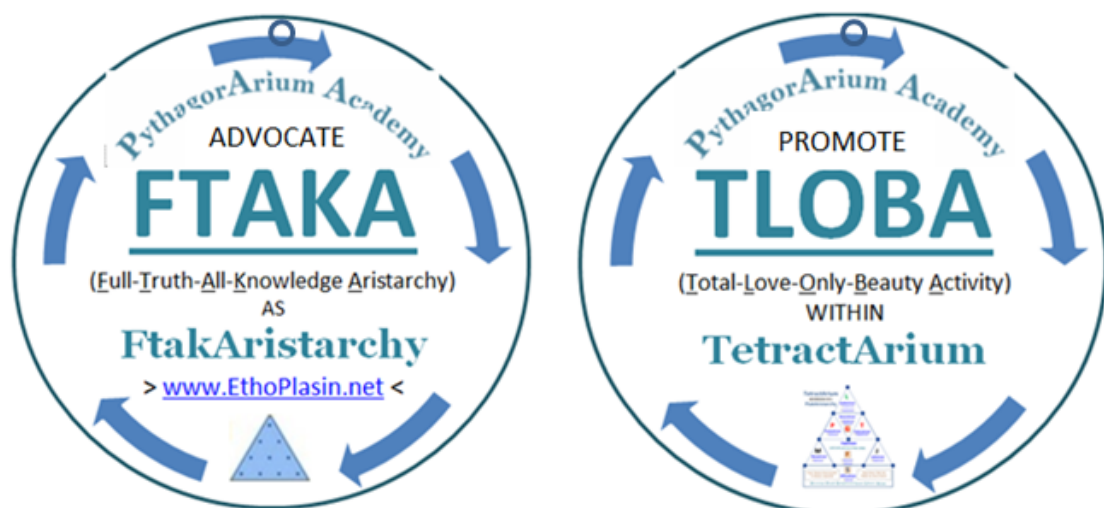 PythagorArium Academy
ADVOCATE
FTAKA
(Full-Truth-All-Knowledge Aristarchy)
AS
FtakAristarchy
> www.EthoPlasin.net <
PythagorArium Academy
PROMOTE
TLOBA
(Total-Love-Only-Beauty Activity)
WITHIN
TetractArium
TetractArium